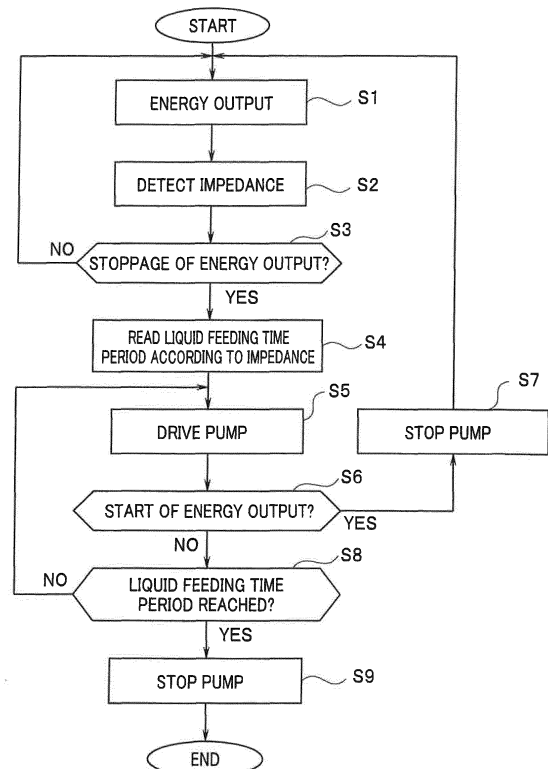 START
ENERGY OUTPUT
S1
DETECT IMPEDANCE
S2
S3
NO
STOPPAGE OF ENERGY OUTPUT?
YES
READ LIQUID FEEDING TIME
PERIOD ACCORDING TO IMPEDANCE
S4
S5
DRIVE PUMP
S7
STOP PUMP
S6
START OF ENERGY OUTPUT?
YES
NO
S8
NO
LIQUID FEEDING TIME
PERIOD REACHED?
YES
STOP PUMP
S9
END